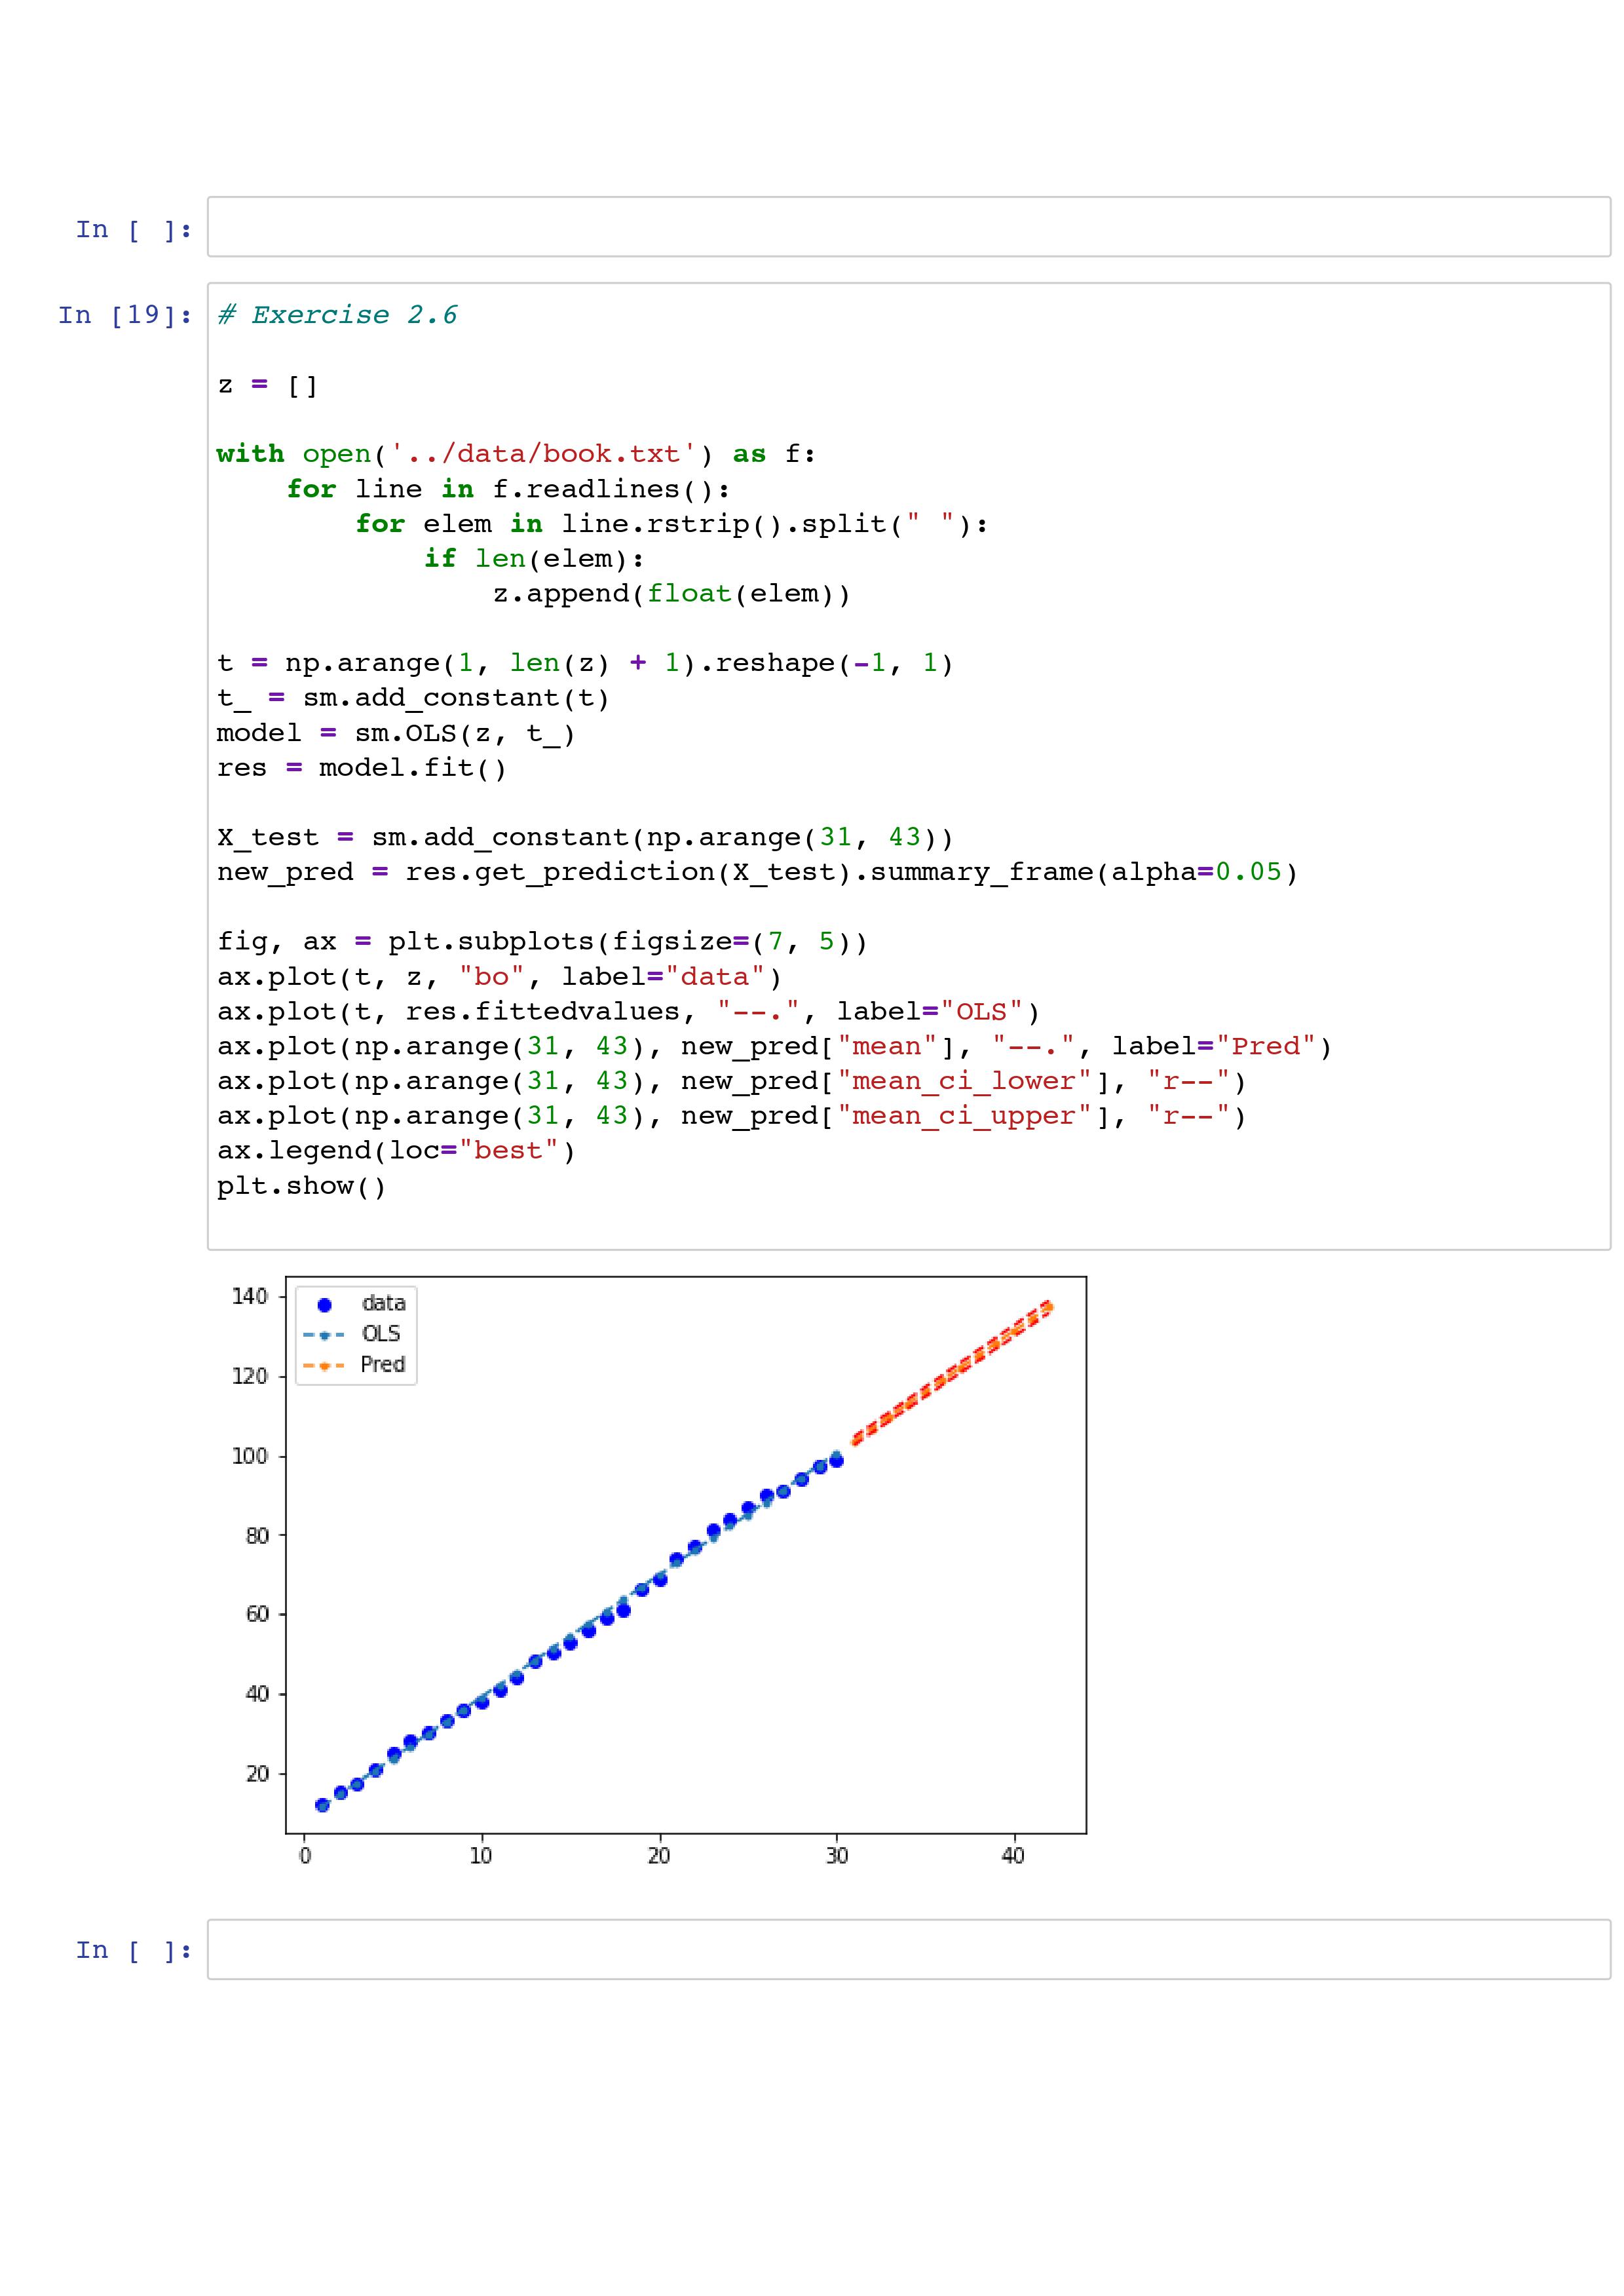 In [ ]:
In [19]: # Exercise 2.6
z = []
with open('../data/book.txt') as f:
    for line in f.readlines():
        for elem in line.rstrip().split(" "):
            if len(elem):
                z.append(float(elem))
t = np.arange(1, len(z) + 1).reshape(-1, 1)
t_ = sm.add_constant(t)
model = sm.OLS(z, t_)
res = model.fit()
X_test = sm.add_constant(np.arange(31, 43))
new_pred = res.get_prediction(X_test).summary_frame(alpha=0.05)
fig, ax = plt.subplots(figsize=(7, 5))
ax.plot(t, z, "bo", label="data")
ax.plot(t, res.fittedvalues, "--.", label="OLS")
ax.plot(np.arange(31, 43), new_pred["mean"], "--.", label="Pred")
ax.plot(np.arange(31, 43), new_pred["mean_ci_lower"], "r--")
ax.plot(np.arange(31, 43), new_pred["mean_ci_upper"], "r--")
ax.legend(loc="best")
plt.show()
data
OLS
Pred
140
120
100
80
60
40
20
0 10 20 30 40
In [ ]: